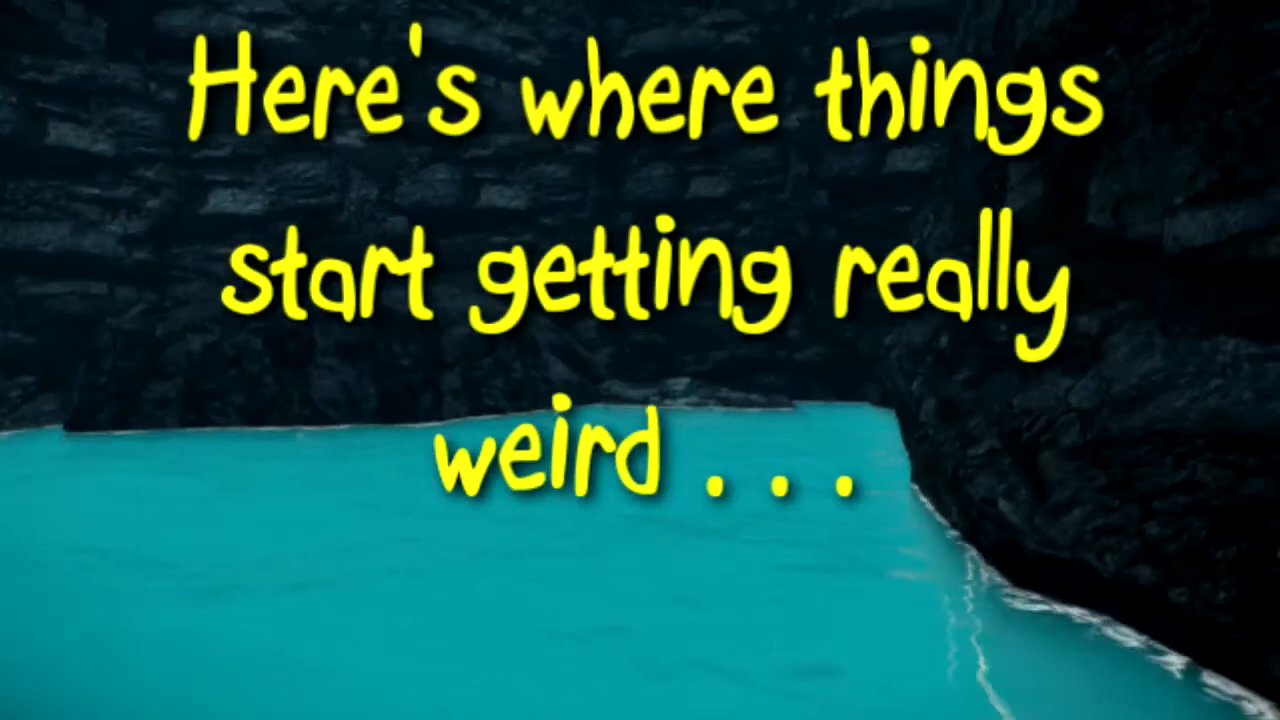 Here's where things
start getting really
weird . . .